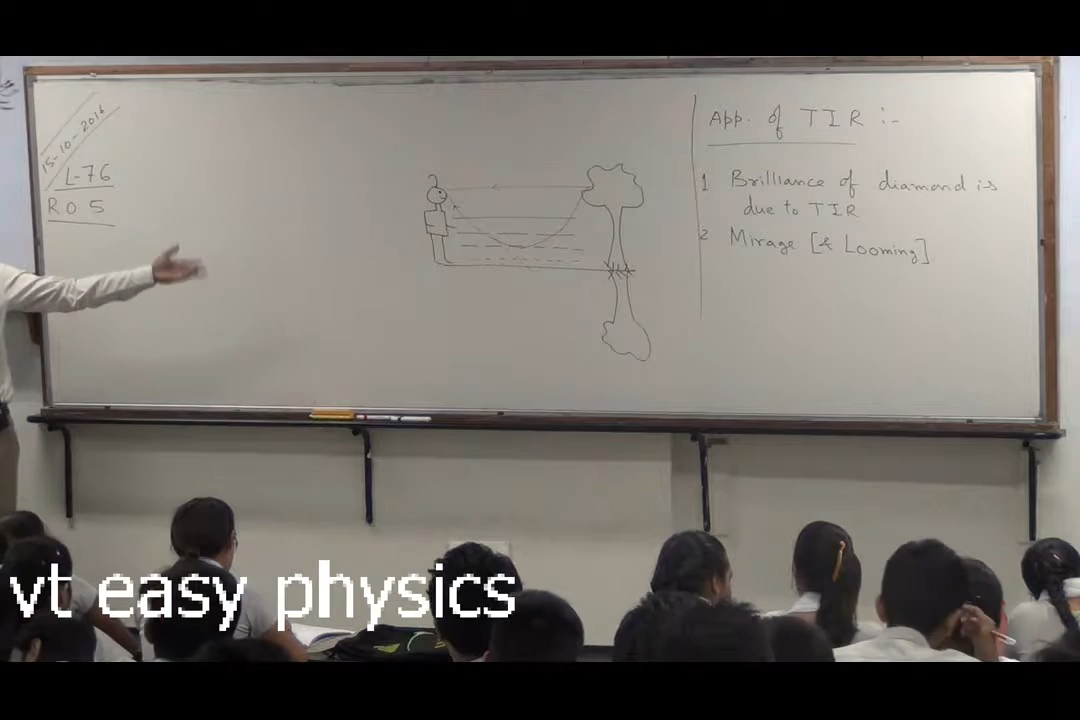 15-10-2016
L-76
R05
App. of TIR :-
1 Brilliance of diamond is
due to TIR
2 Mirage [& Looming]
vt easy physics